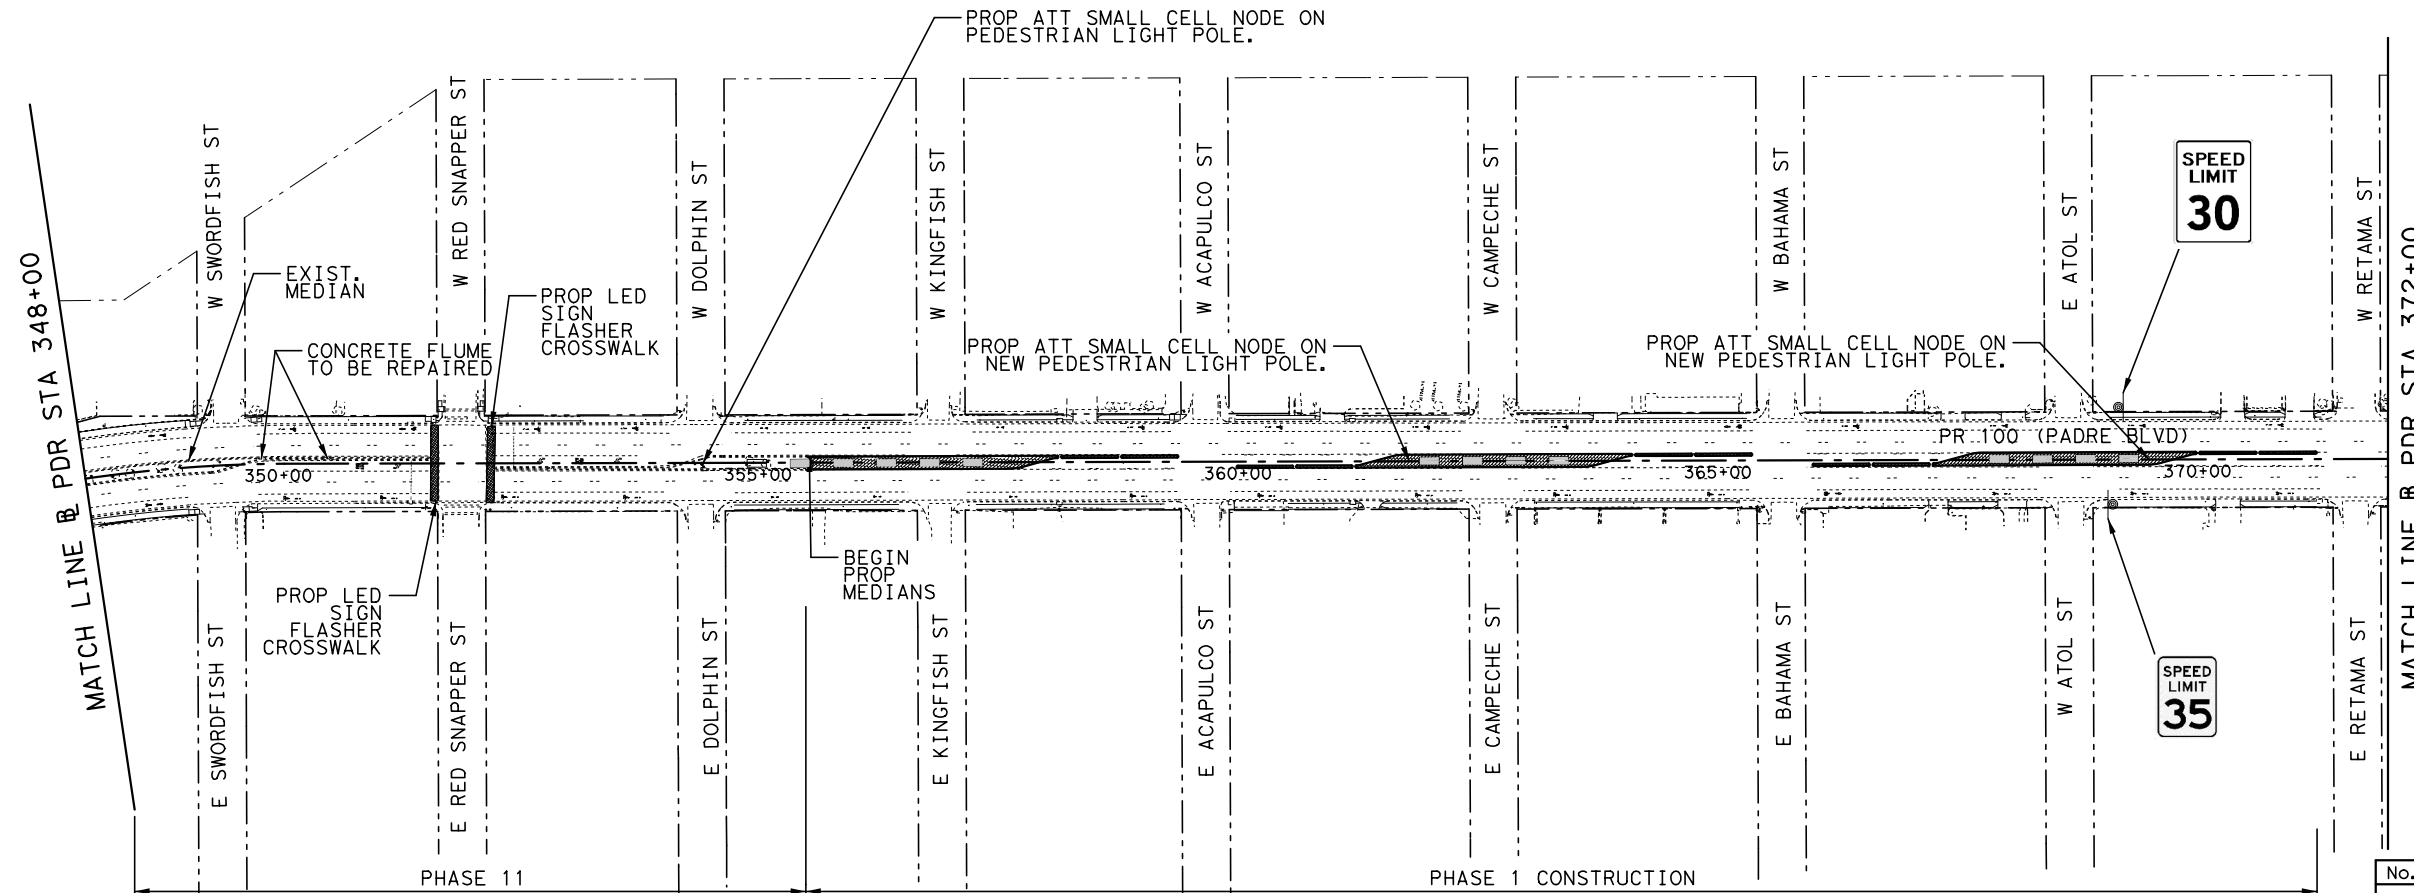 PROP ATT SMALL CELL NODE ON
PEDESTRIAN LIGHT POLE.
W SWORDFISH ST
W RED SNAPPER ST
W DOLPHIN ST
W KINGFISH ST
W ACAPULCO ST
W CAMPECHE ST
W BAHAMA ST
E ATOL ST
W RETAMA ST
SPEED
LIMIT
30
MATCH LINE ℄ PDR STA 348+00
EXIST.
MEDIAN
CONCRETE FLUME
TO BE REPAIRED
PROP LED
SIGN
FLASHER
CROSSWALK
PROP ATT SMALL CELL NODE ON
NEW PEDESTRIAN LIGHT POLE.
PROP ATT SMALL CELL NODE ON
NEW PEDESTRIAN LIGHT POLE.
MATCH LINE ℄ PDR STA 372+00
PR 100 (PADRE BLVD)
350+00
355+00
360+00
365+00
370+00
BEGIN
PROP
MEDIANS
PROP LED
SIGN
FLASHER
CROSSWALK
E SWORDFISH ST
E RED SNAPPER ST
E DOLPHIN ST
E KINGFISH ST
E ACAPULCO ST
E CAMPECHE ST
E BAHAMA ST
W ATOL ST
E RETAMA ST
SPEED
LIMIT
35
PHASE 11
PHASE 1 CONSTRUCTION
No.